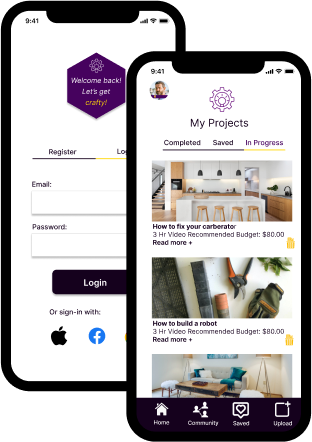 9:41
Welcome back!
Let's get
crafty!
Register
Email:
Password:
Login
Or sign-in with:
9:41
My Projects
Completed Saved In Progress
How to fix your carberator
3 Hr Video Recommended Budget: $80.00
Read more +
How to build a robot
3 Hr Video Recommended Budget: $80.00
Read more +
Home Community Saved Upload